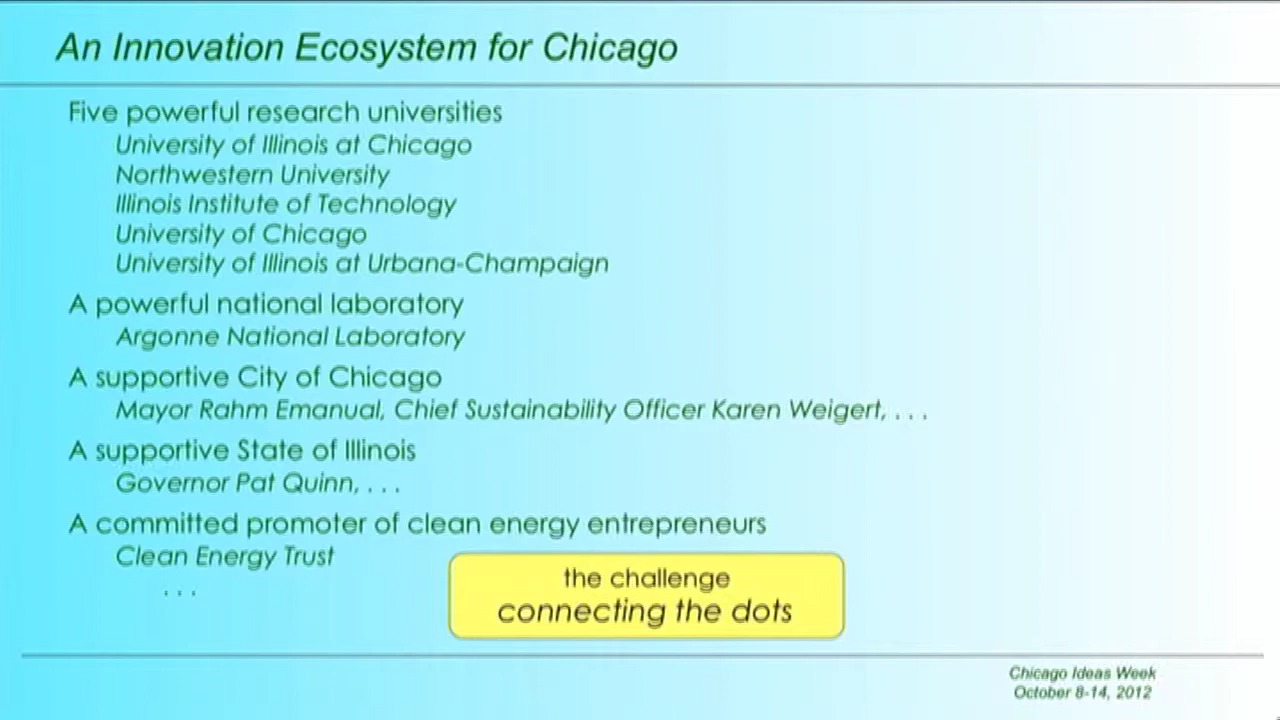 An Innovation Ecosystem for Chicago
Five powerful research universities
University of Illinois at Chicago
Northwestern University
Illinois Institute of Technology
University of Chicago
University of Illinois at Urbana-Champaign
A powerful national laboratory
Argonne National Laboratory
A supportive City of Chicago
Mayor Rahm Emanual, Chief Sustainability Officer Karen Weigert, . . .
A supportive State of Illinois
Governor Pat Quinn, . . .
A committed promoter of clean energy entrepreneurs
Clean Energy Trust
. . .
the challenge
connecting the dots
Chicago Ideas Week
October 8-14, 2012